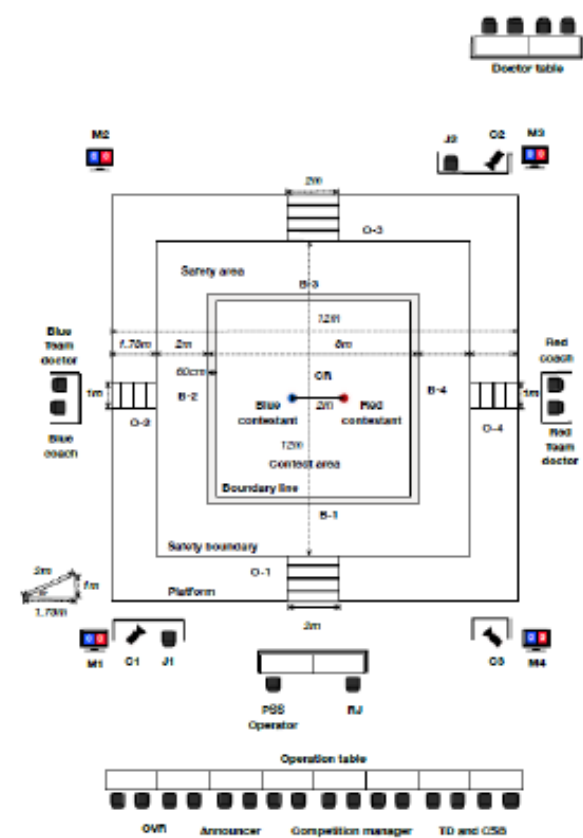 Doctor table
M2
J2 C2 M3
2m
O-3
Safety area
B-3
12m
Blue
Team
doctor
1.73m 2m 8m
Red
coach
60cm
CR
1m B-2 B-4 1m
Blue
contestant
2m
Red
contestant
O-2 O-4
Blue
coach
Red
Team
doctor
12m
Contest area
Boundary line
B-1
Safety boundary
O-1
2m 1m
1.73m
Platform
2m
M1 C1 J1 C3 M4
PSS
Operator
RJ
Operation table
OVR Announcer Competition manager TD and CSB